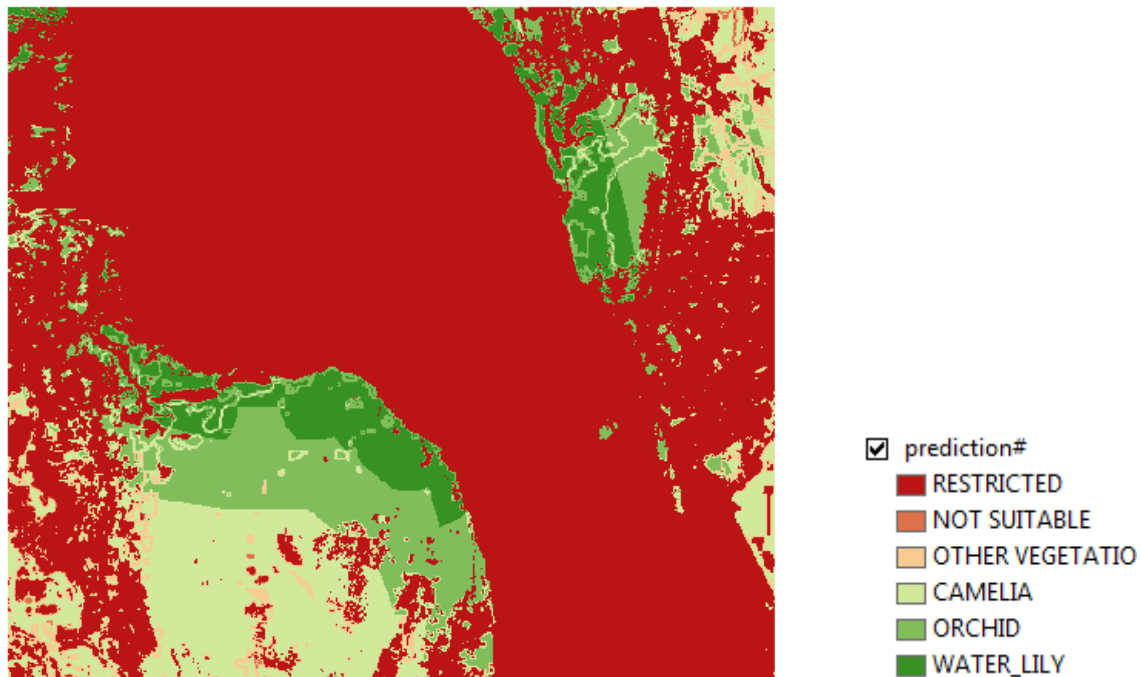 prediction#
RESTRICTED
NOT SUITABLE
OTHER VEGETATIO
CAMELIA
ORCHID
WATER_LILY